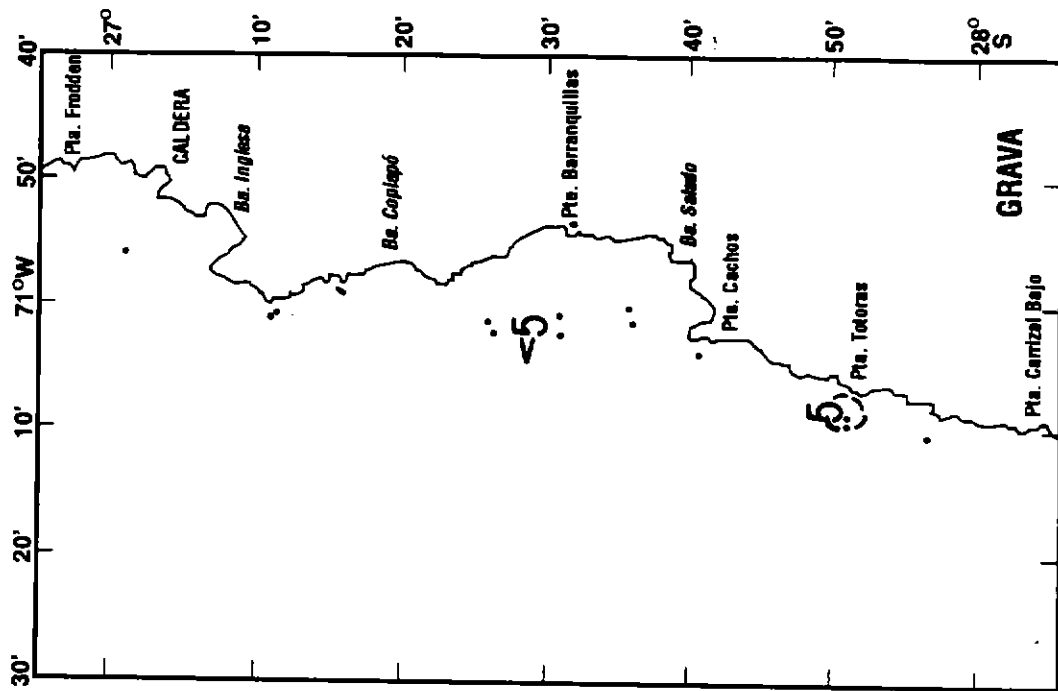 30' 20' 10' 71°W 50' 40'
Pta. Frodden
27°
CALDERA
Ba. Inglesa
10'
Ba. Copiapó
20'
<5
Pta. Barranquillas
30'
Ba. Salado
40'
Pta. Cachos
5
Pta. Totoras
50'
GRAVA
28°
S
Pta. Carrizal Bajo